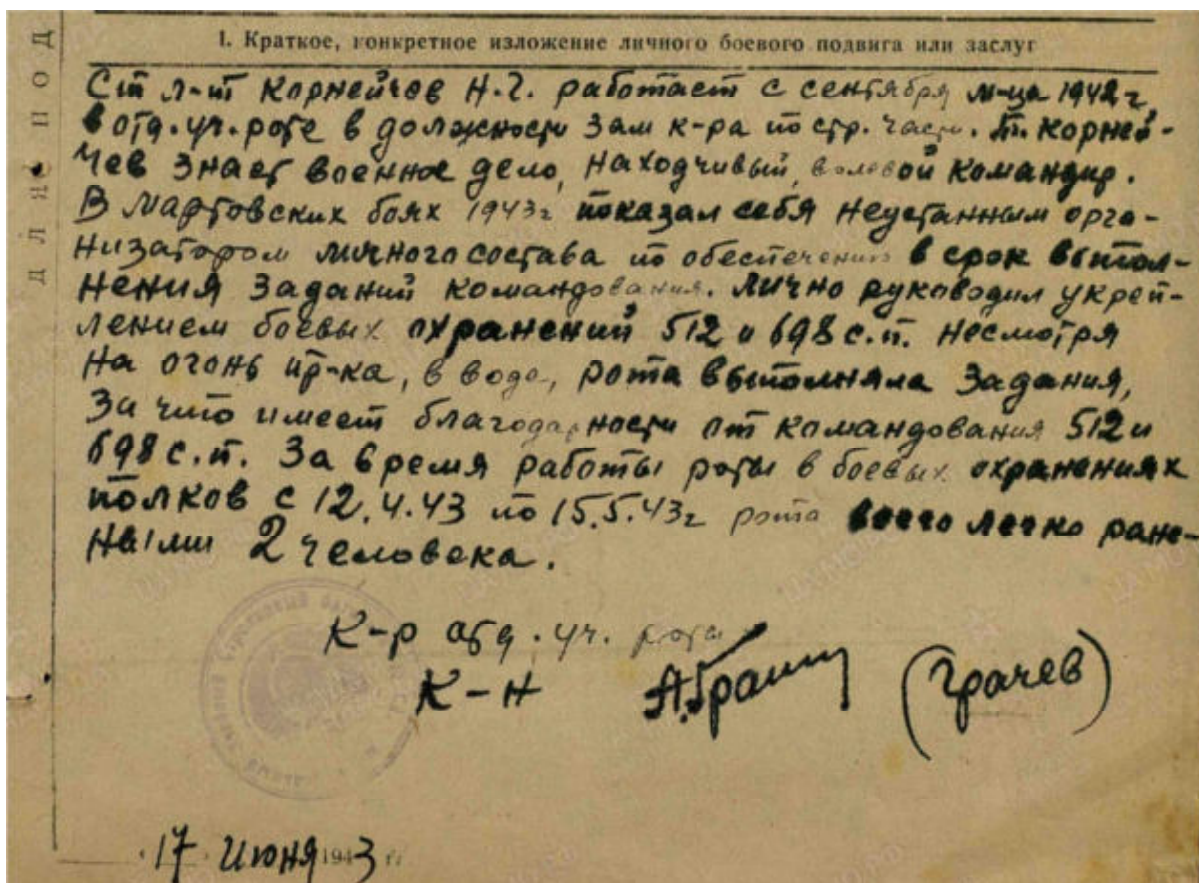 ДЛЯ ПОД
I. Краткое, конкретное изложение личного боевого подвига или заслуг
Ст л-т Корнейчев Н.Г. работает с сентября м-ца 1942 г.
в отд. уч. роте в должности зам к-ра по стр. части. т. Корней-
чев знает военное дело, находчивый, волевой командир.
В мартовских боях 1943 г показал себя неустанным орга-
низатором личного состава по обеспечению в срок выпол-
нения заданий командования. Лично руководил укреп-
лением боевых охранений 512 и 698 с.п. Несмотря
на огонь пр-ка, в воде, рота выполняла задания,
За что имеет благодарности от командования 512 и
698 с.п. За время работы роты в боевых охранениях
полков с 12.4.43 по 15.5.43 г рота всего легко ране-
ными 2 человека.
К-р отд. уч. роты
К-н А.Грачев (Грачев)
17 июня 1943 г.